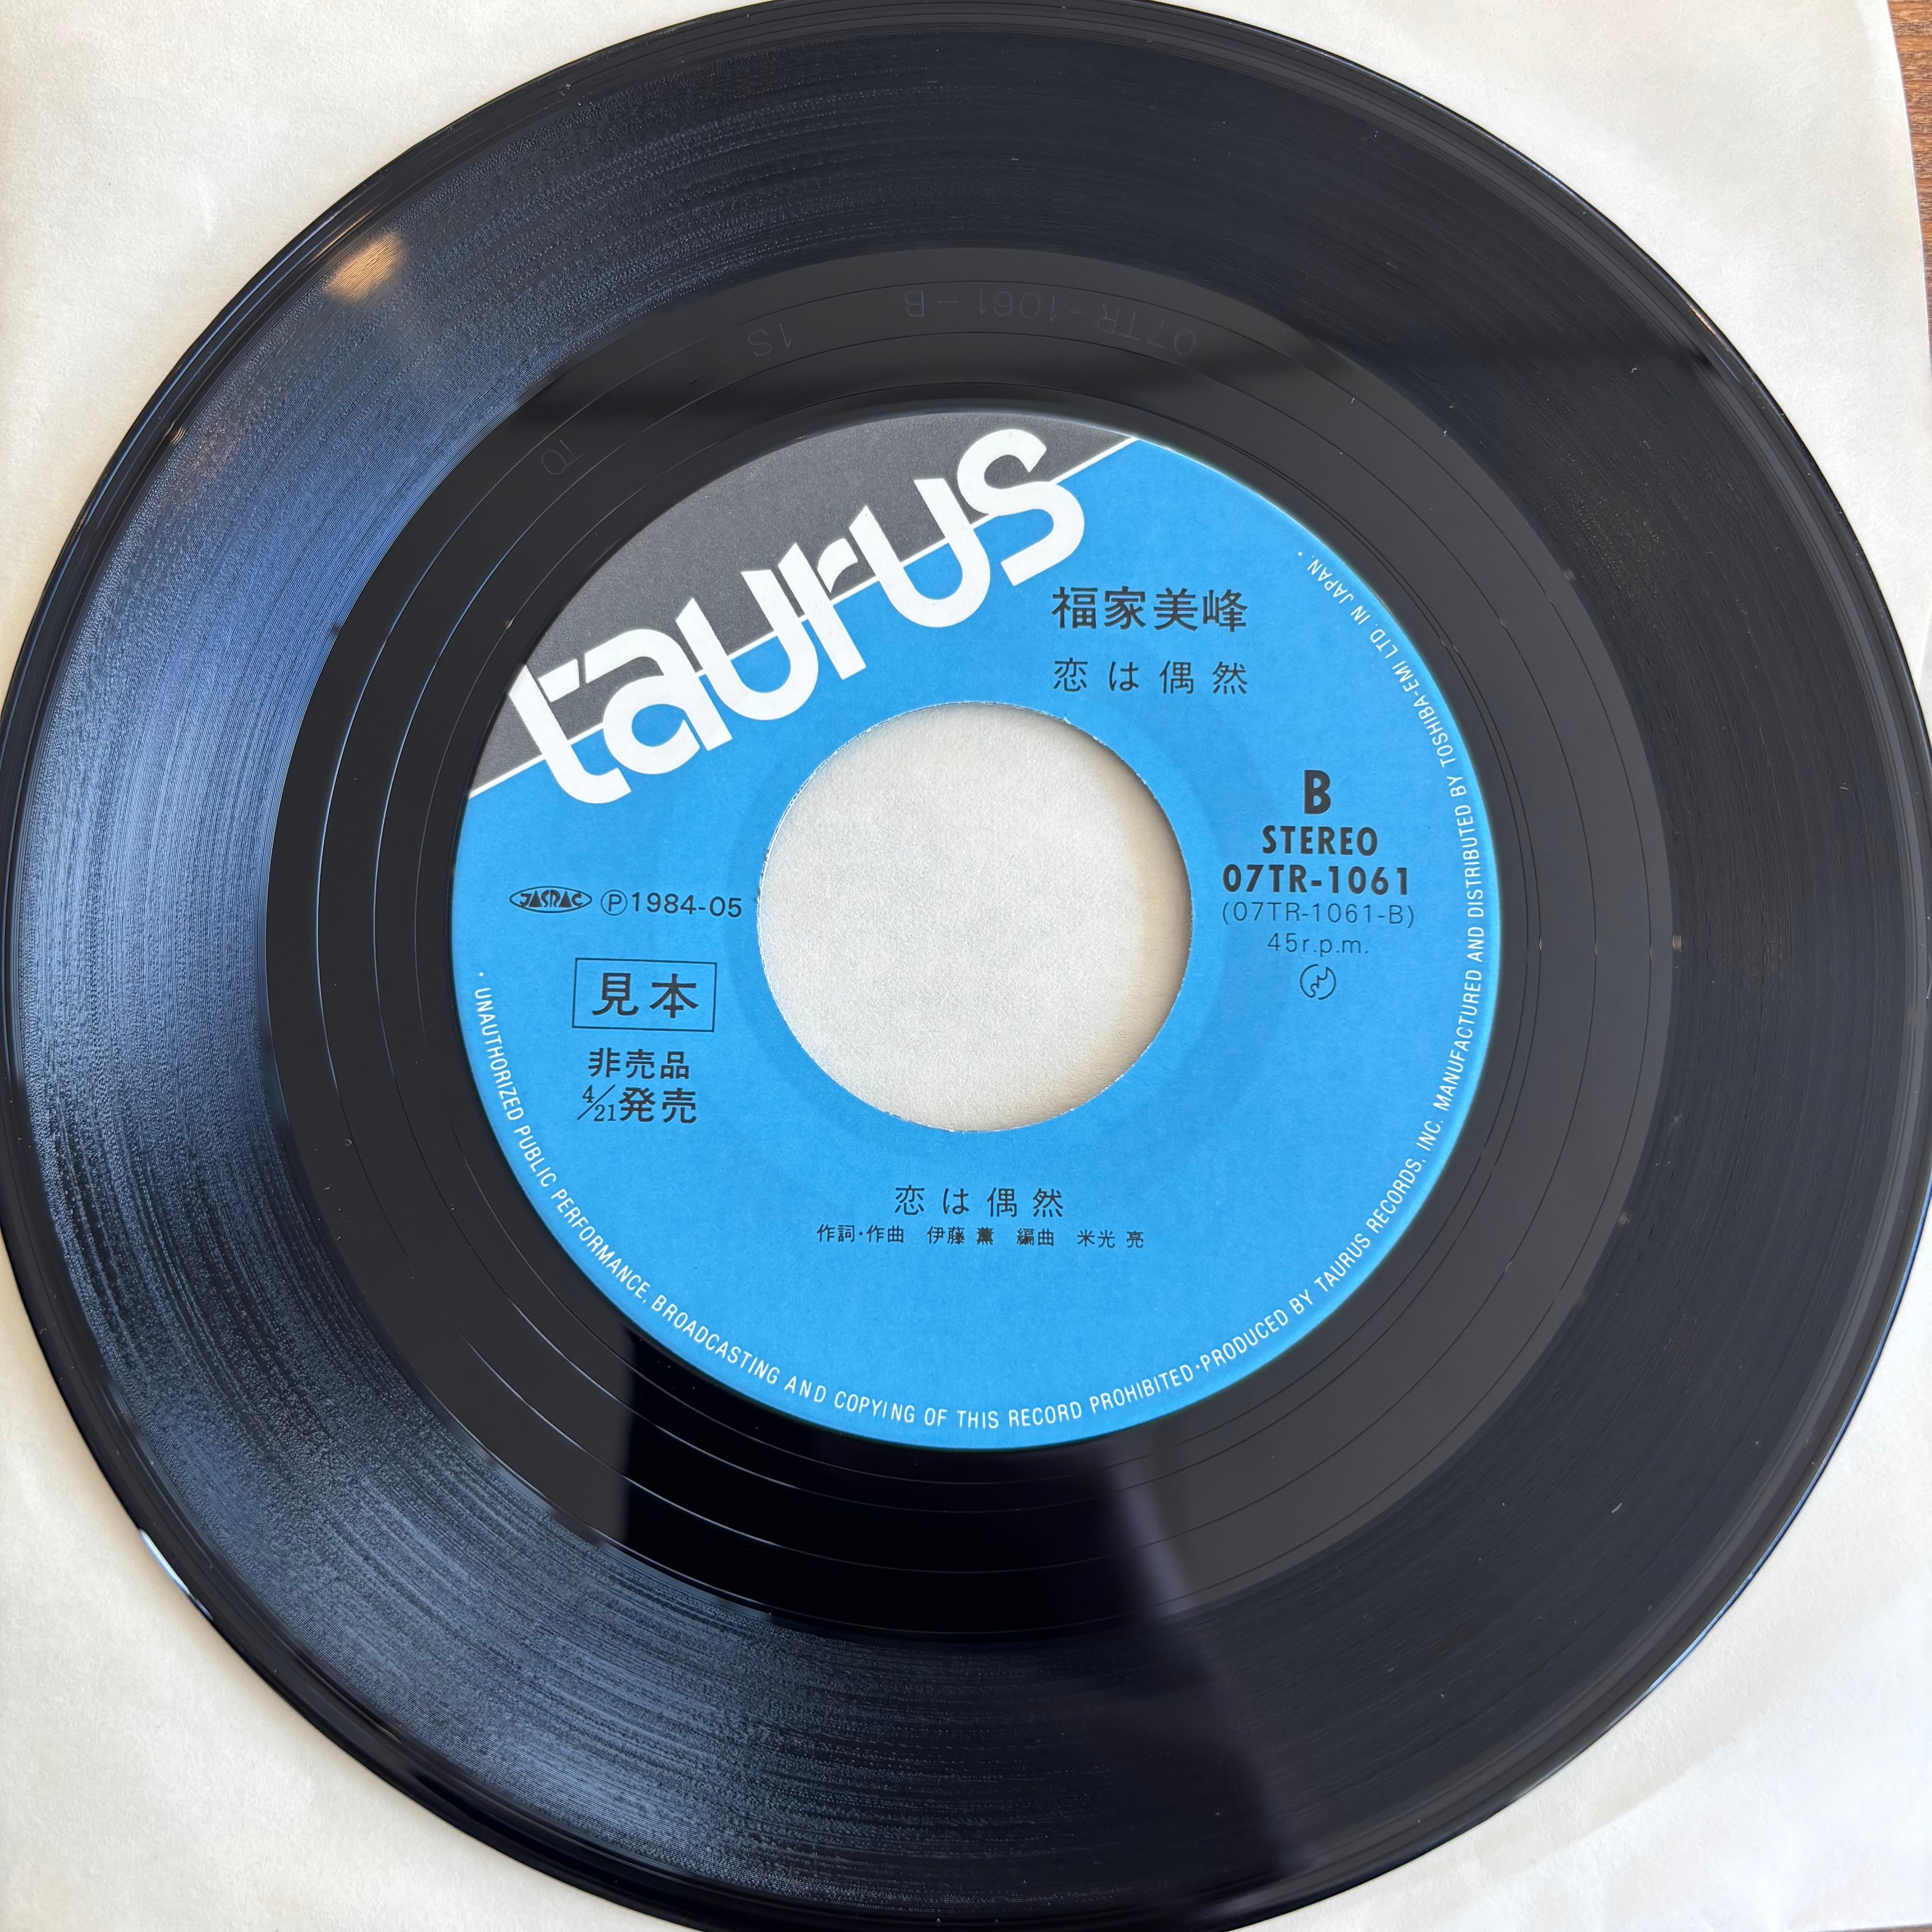 07TR-1061-B
1S
TO
taurus
福家美峰
恋は偶然
B
STEREO
07TR-1061
(07TR-1061-B)
45r.p.m.
JASRAC Ⓟ1984-05
見本
非売品
4/21発売
恋は偶然
作詞・作曲 伊藤 薫 編曲 米光 亮
・UNAUTHORIZED PUBLIC PERFORMANCE, BROADCASTING AND COPYING OF THIS RECORD PROHIBITED・PRODUCED BY TAURUS RECORDS, INC. MANUFACTURED AND DISTRIBUTED BY TOSHIBA-EMI LTD. IN JAPAN.・